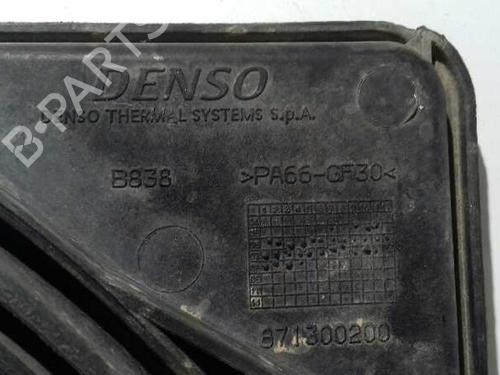 DENSO
DENSO THERMAL SYSTEMS S.p.A.
B838 >PA66-GF30<
871300200
B-PARTS